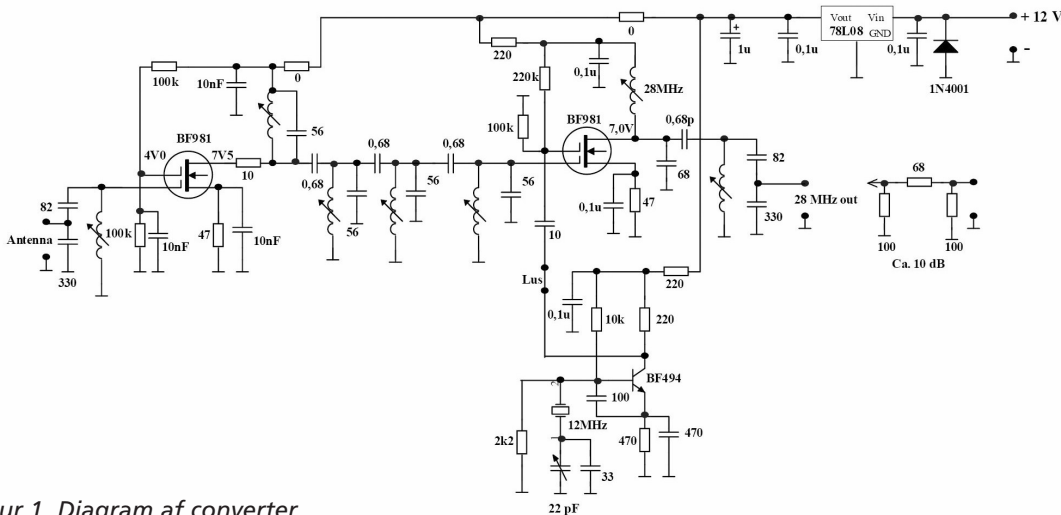 0
Vout
Vin
78L08
GND
+ 12 V
+
1u
0,1u
0,1u
-
1N4001
220
220k
0,1u
28MHz
100k
10nF
0
56
BF981
4V0
7V5
10
0,68
0,68
0,68
56
56
56
82
Antenna
330
100k
10nF
47
10nF
100k
BF981
7,0V
0,68p
68
82
330
28 MHz out
0,1u
47
68
100
100
Ca. 10 dB
10
Lus
220
0,1u
10k
220
BF494
100
12MHz
2k2
470
470
33
22 pF
ur 1. Diagram af converter